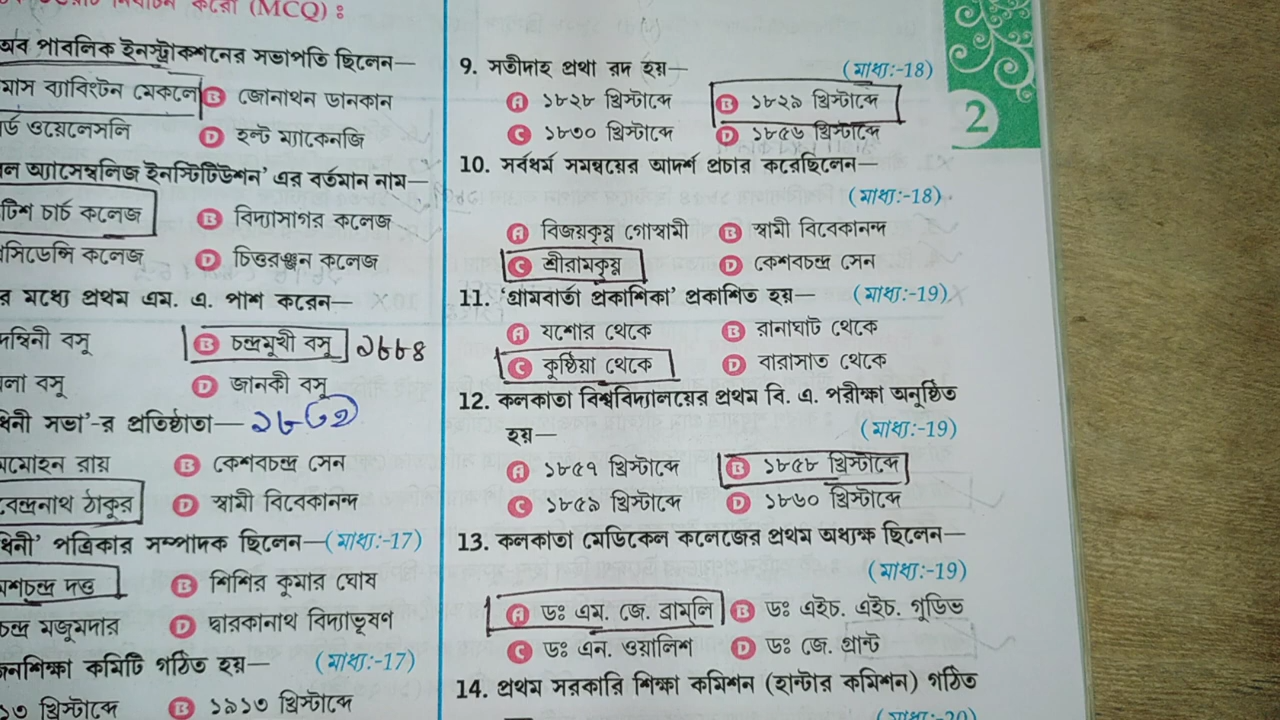 নির্বাচন করো (MCQ) :
অব পাবলিক ইনস্ট্রাকশনের সভাপতি ছিলেন—
মাস ব্যাবিংটন মেকলে B জোনাথন ডানকান
র্ড ওয়েলেসলি D হল্ট ম্যাকেনজি
ল অ্যাসেম্বলিজ ইনস্টিটিউশন' এর বর্তমান নাম—
টিশ চার্চ কলেজ B বিদ্যাসাগর কলেজ
সিডেন্সি কলেজ D চিত্তরঞ্জন কলেজ
র মধ্যে প্রথম এম. এ. পাশ করেন—
দম্বিনী বসু B চন্দ্রমুখী বসু ১৮৮৪
লা বসু D জানকী বসু
ধিনী সভা'-র প্রতিষ্ঠাতা—
মমোহন রায় B কেশবচন্দ্র সেন
বেন্দ্রনাথ ঠাকুর D স্বামী বিবেকানন্দ
ধিনী' পত্রিকার সম্পাদক ছিলেন—(মাধ্য:-17)
শচন্দ্র দত্ত B শিশির কুমার ঘোষ
চন্দ্র মজুমদার D দ্বারকানাথ বিদ্যাভূষণ
জনশিক্ষা কমিটি গঠিত হয়— (মাধ্য:-17)
১৩ খ্রিস্টাব্দে B ১৯১৩ খ্রিস্টাব্দে
9. সতীদাহ প্রথা রদ হয়— (মাধ্য:-18)
A ১৮২৮ খ্রিস্টাব্দে B ১৮২৯ খ্রিস্টাব্দে
C ১৮৩০ খ্রিস্টাব্দে D ১৮৫৬ খ্রিস্টাব্দে
10. সর্বধর্ম সমন্বয়ের আদর্শ প্রচার করেছিলেন—
(মাধ্য:-18)
A বিজয়কৃষ্ণ গোস্বামী B স্বামী বিবেকানন্দ
C শ্রীরামকৃষ্ণ D কেশবচন্দ্র সেন
11. 'গ্রামবার্তা প্রকাশিকা' প্রকাশিত হয়— (মাধ্য:-19)
A যশোর থেকে B রানাঘাট থেকে
C কুষ্ঠিয়া থেকে D বারাসাত থেকে
12. কলকাতা বিশ্ববিদ্যালয়ের প্রথম বি. এ. পরীক্ষা অনুষ্ঠিত
হয়— (মাধ্য:-19)
A ১৮৫৭ খ্রিস্টাব্দে B ১৮৫৮ খ্রিস্টাব্দে
C ১৮৫৯ খ্রিস্টাব্দে D ১৮৬০ খ্রিস্টাব্দে
13. কলকাতা মেডিকেল কলেজের প্রথম অধ্যক্ষ ছিলেন—
(মাধ্য:-19)
A ডঃ এম. জে. ব্রাম্‌লি B ডঃ এইচ. এইচ. গুডিভ
C ডঃ এন. ওয়ালিশ D ডঃ জে. গ্রান্ট
14. প্রথম সরকারি শিক্ষা কমিশন (হান্টার কমিশন) গঠিত
(মাধ্য:-20)
2